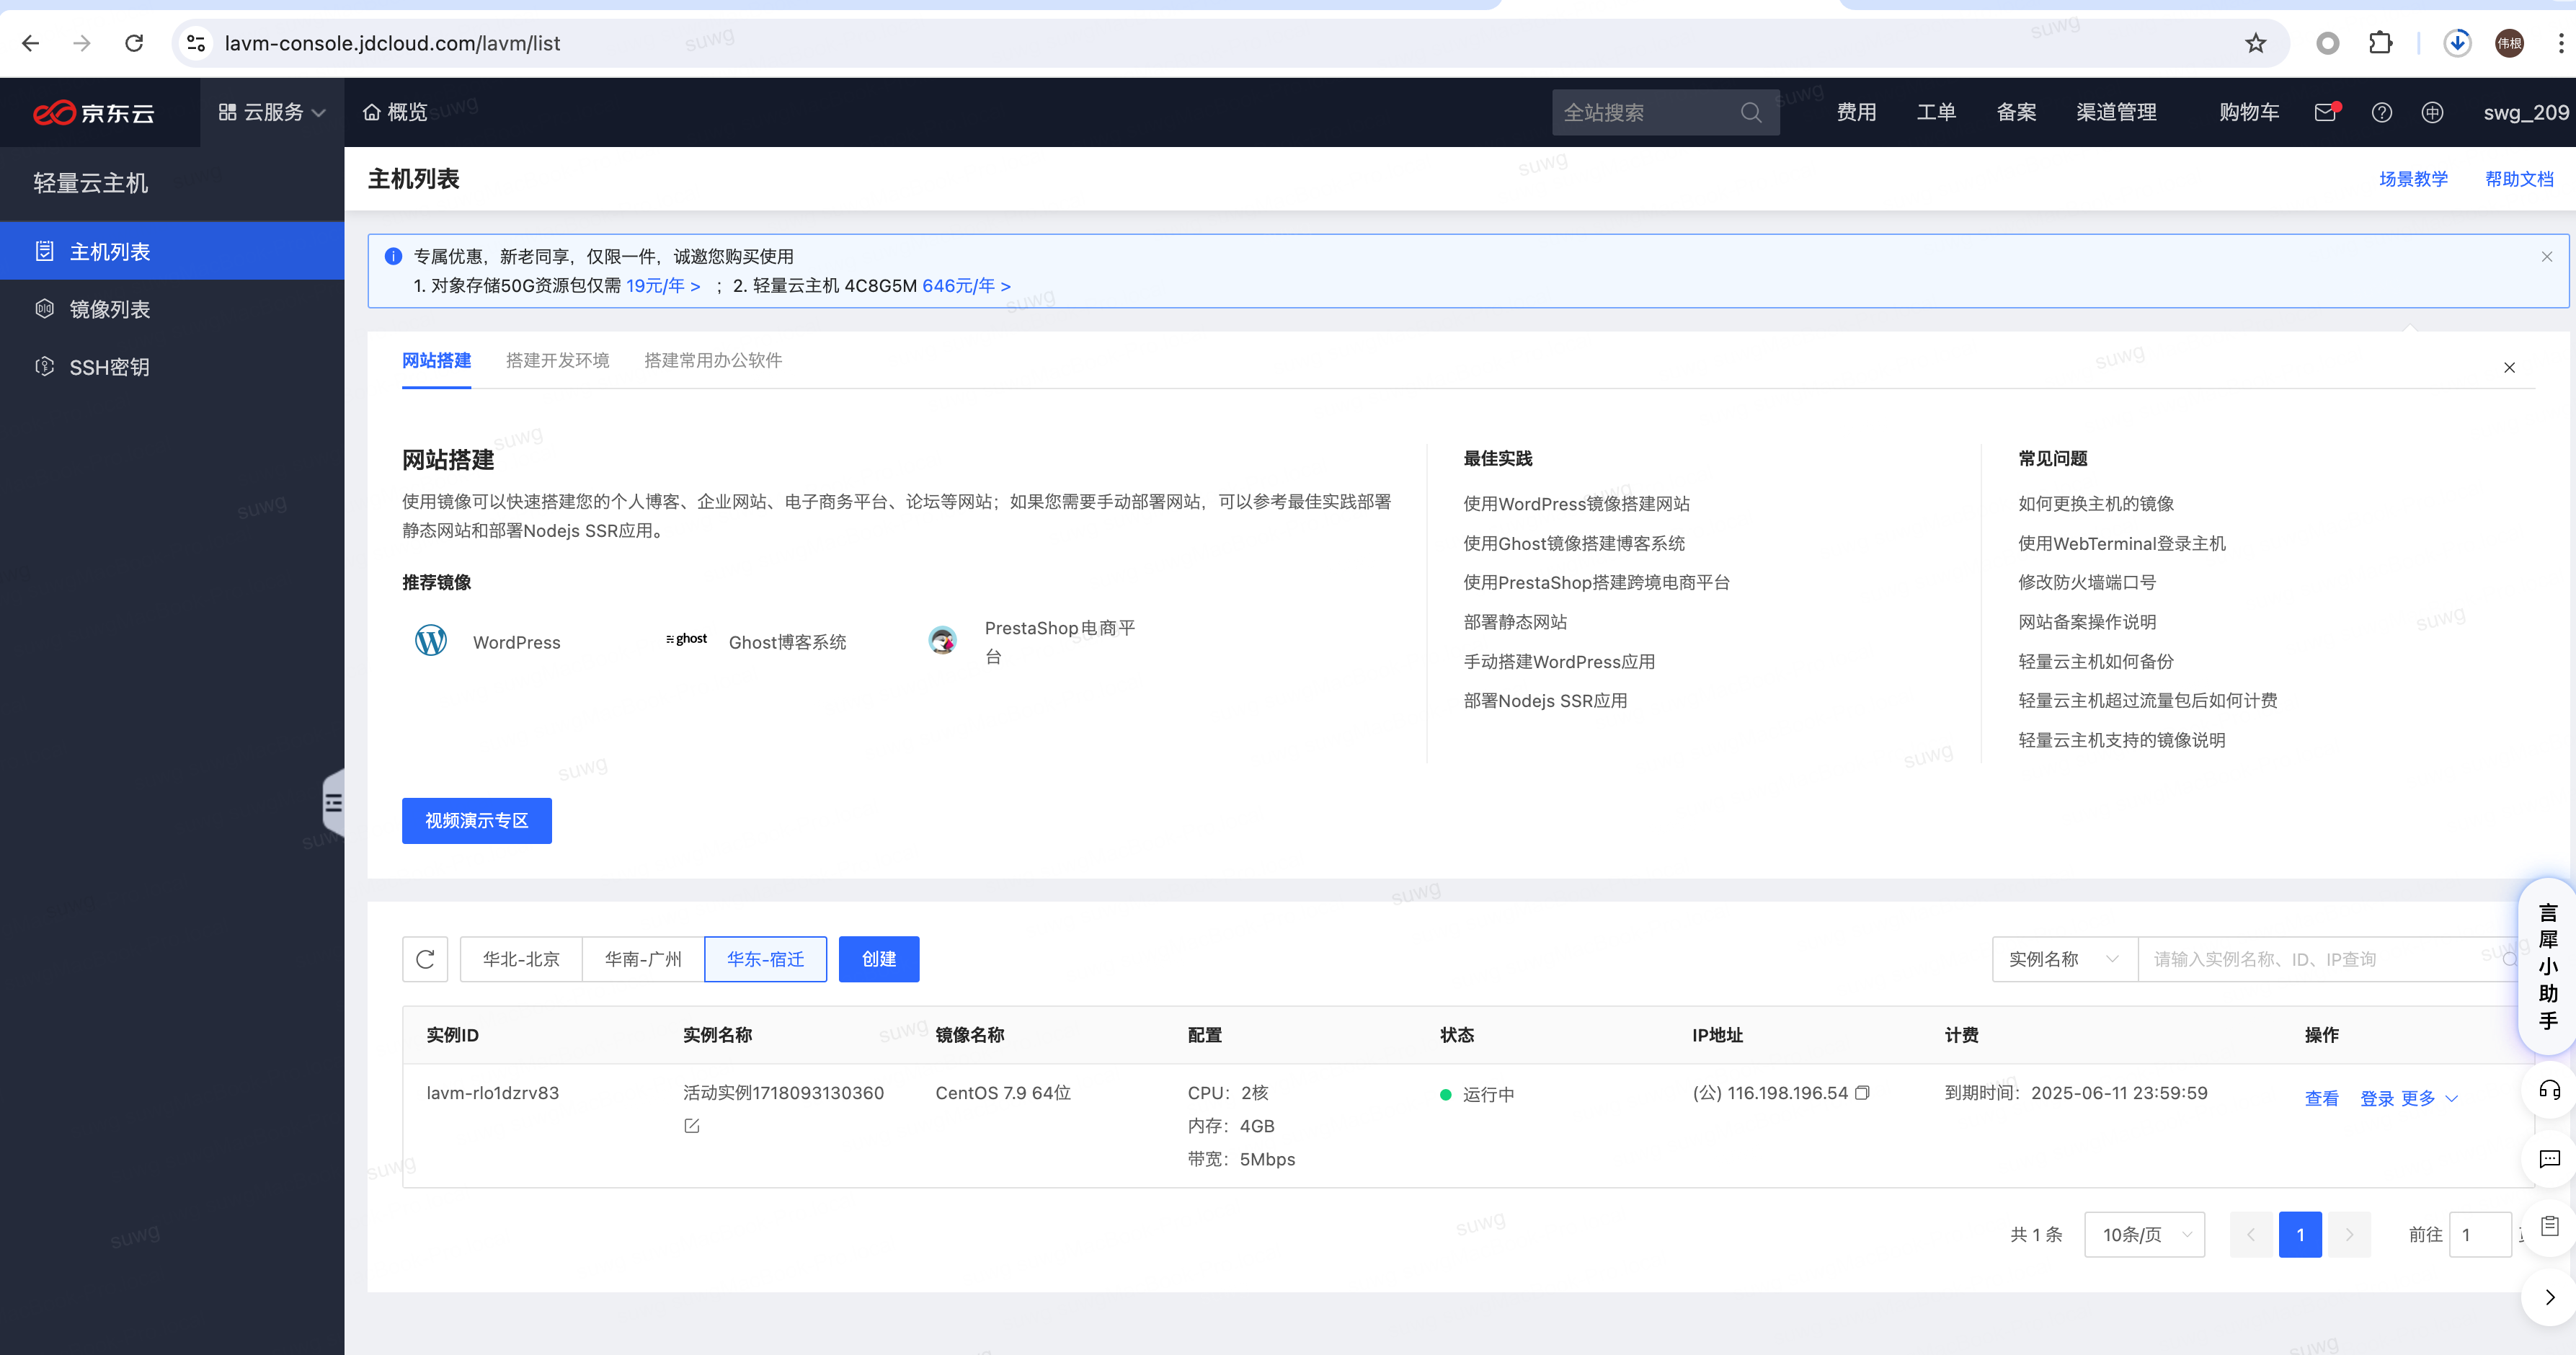 lavm-console.jdcloud.com/lavm/list
伟根
京东云
云服务
概览
全站搜索
费用
工单
备案
渠道管理
购物车
swg_209
轻量云主机
主机列表
镜像列表
SSH密钥
主机列表
场景教学
帮助文档
专属优惠，新老同享，仅限一件，诚邀您购买使用
1. 对象存储50G资源包仅需 19元/年 > ；2. 轻量云主机 4C8G5M 646元/年 >
网站搭建
搭建开发环境
搭建常用办公软件
网站搭建
使用镜像可以快速搭建您的个人博客、企业网站、电子商务平台、论坛等网站；如果您需要手动部署网站，可以参考最佳实践部署
静态网站和部署Nodejs SSR应用。
推荐镜像
WordPress
ghost
Ghost博客系统
PrestaShop电商平
台
视频演示专区
最佳实践
使用WordPress镜像搭建网站
使用Ghost镜像搭建博客系统
使用PrestaShop搭建跨境电商平台
部署静态网站
手动搭建WordPress应用
部署Nodejs SSR应用
常见问题
如何更换主机的镜像
使用WebTerminal登录主机
修改防火墙端口号
网站备案操作说明
轻量云主机如何备份
轻量云主机超过流量包后如何计费
轻量云主机支持的镜像说明
华北-北京
华南-广州
华东-宿迁
创建
实例名称
请输入实例名称、ID、IP查询
实例ID
实例名称
镜像名称
配置
状态
IP地址
计费
操作
lavm-rlo1dzrv83
活动实例1718093130360
CentOS 7.9 64位
CPU：2核
内存：4GB
带宽：5Mbps
运行中
(公) 116.198.196.54
到期时间：2025-06-11 23:59:59
查看
登录
更多
共 1 条
10条/页
1
前往
1
言犀小助手
suwg